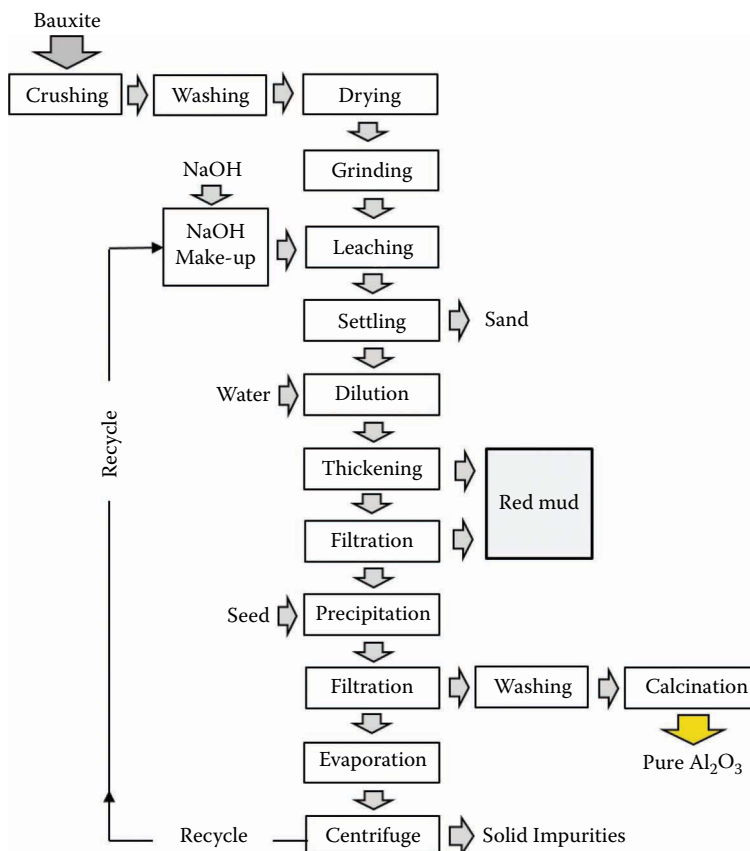 Bauxite
Crushing
Washing
Drying
Grinding
NaOH
NaOH
Make-up
Leaching
Settling
Sand
Water
Dilution
Thickening
Red mud
Filtration
Recycle
Seed
Precipitation
Filtration
Washing
Calcination
Evaporation
Pure Al₂O₃
Recycle
Centrifuge
Solid Impurities